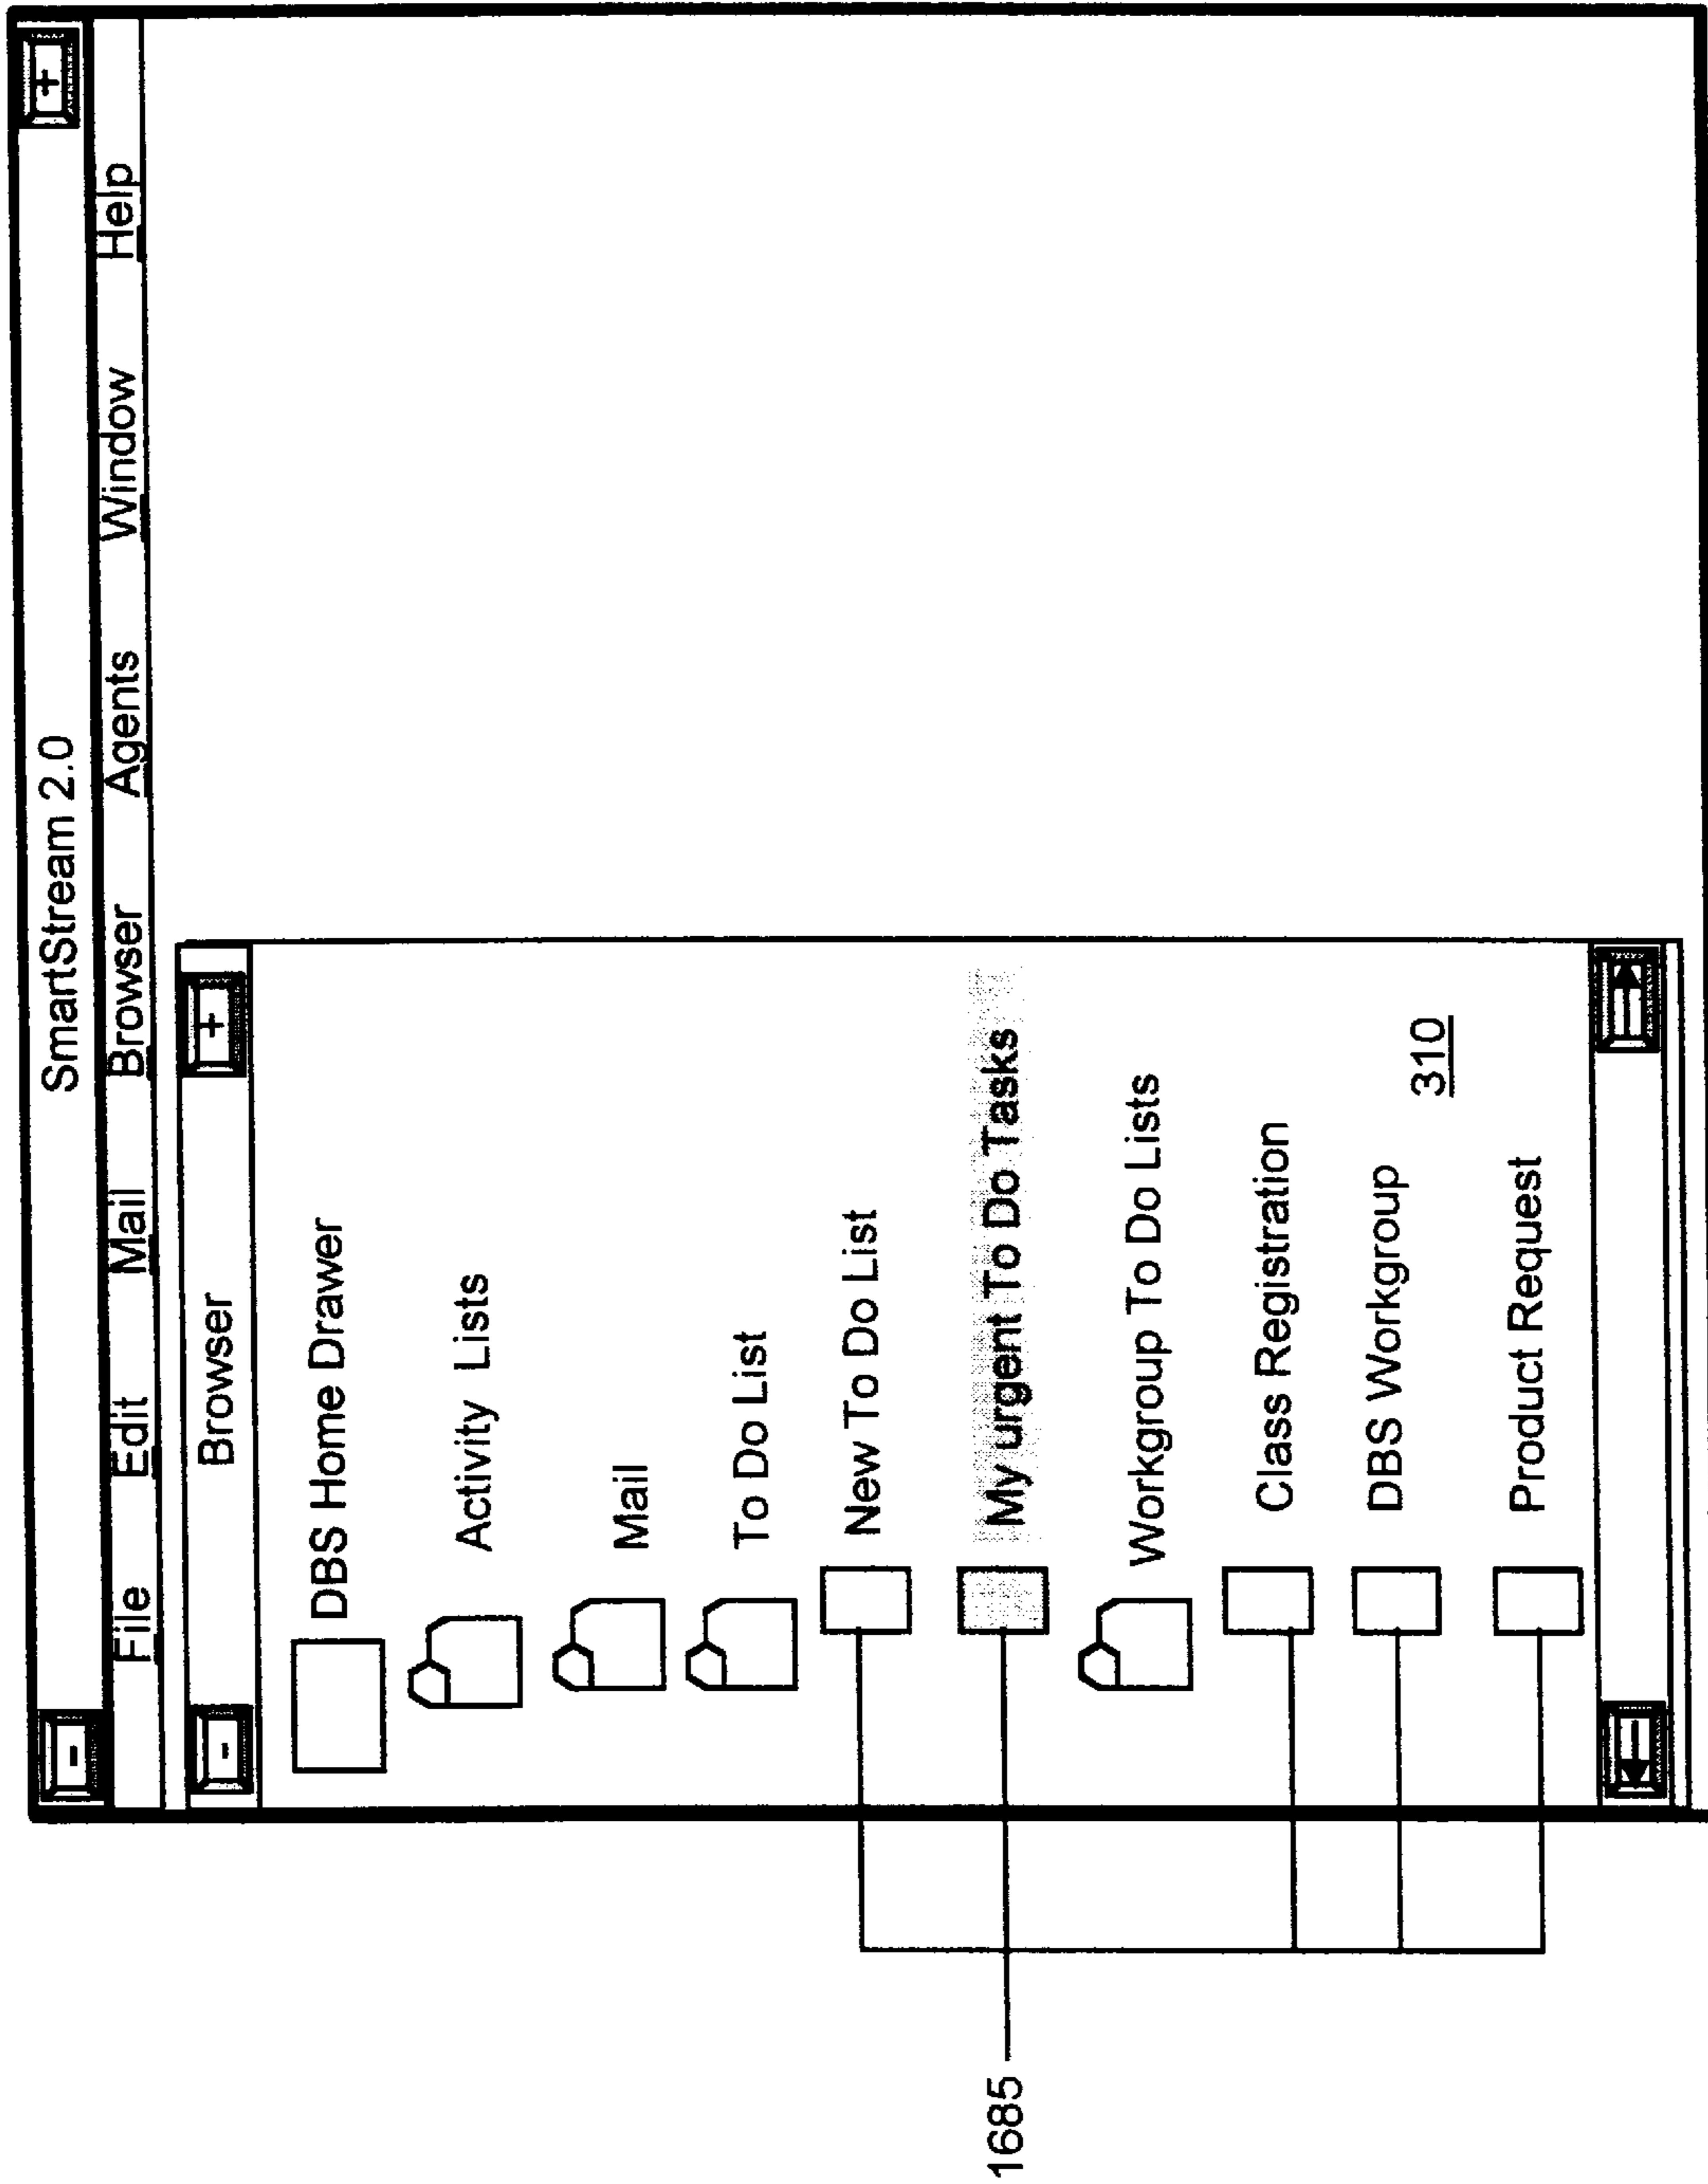 SmartStream 2.0
File Edit Mail Browser Agents Window Help
Browser
DBS Home Drawer
Activity Lists
Mail
To Do List
New To Do List
My urgent To Do Tasks
Workgroup To Do Lists
Class Registration
DBS Workgroup
310
Product Request
1685